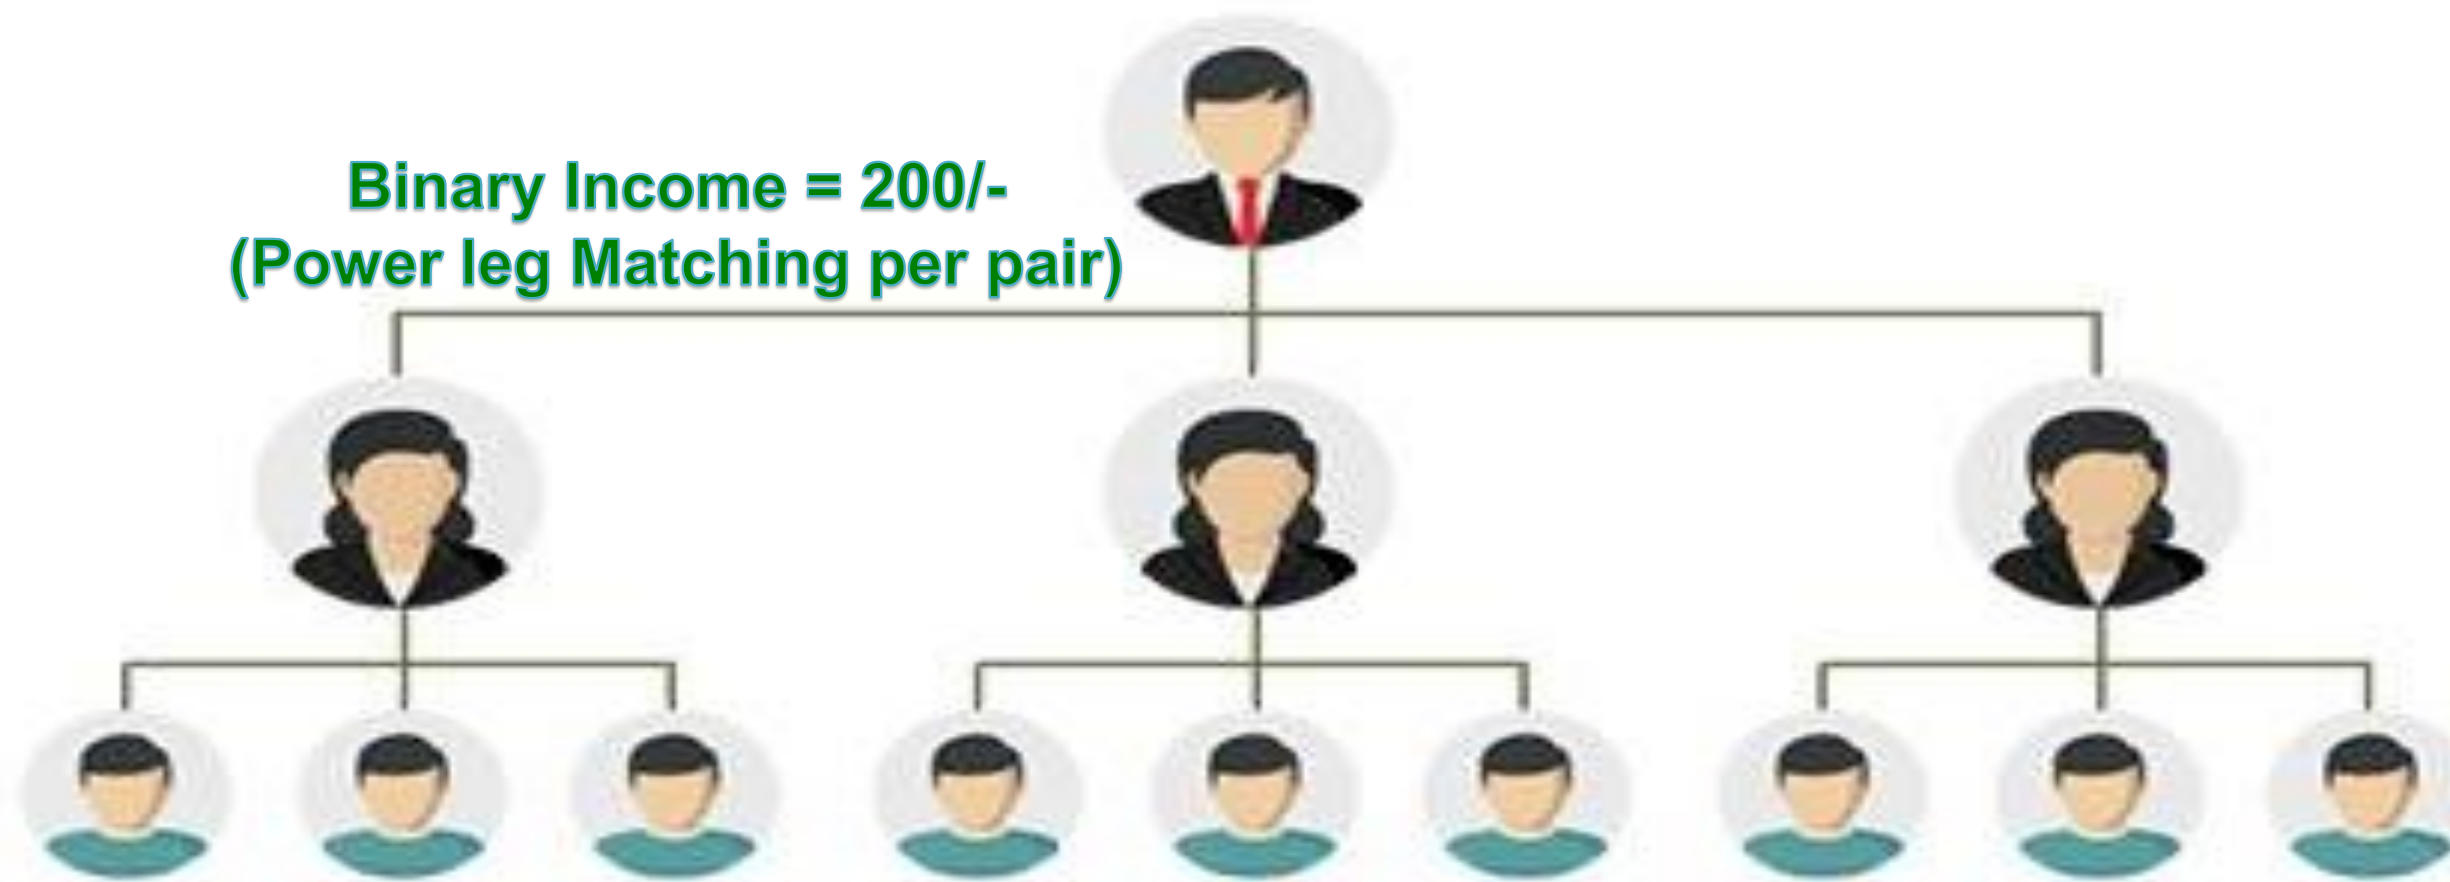 Binary Income = 200/-
(Power leg Matching per pair)